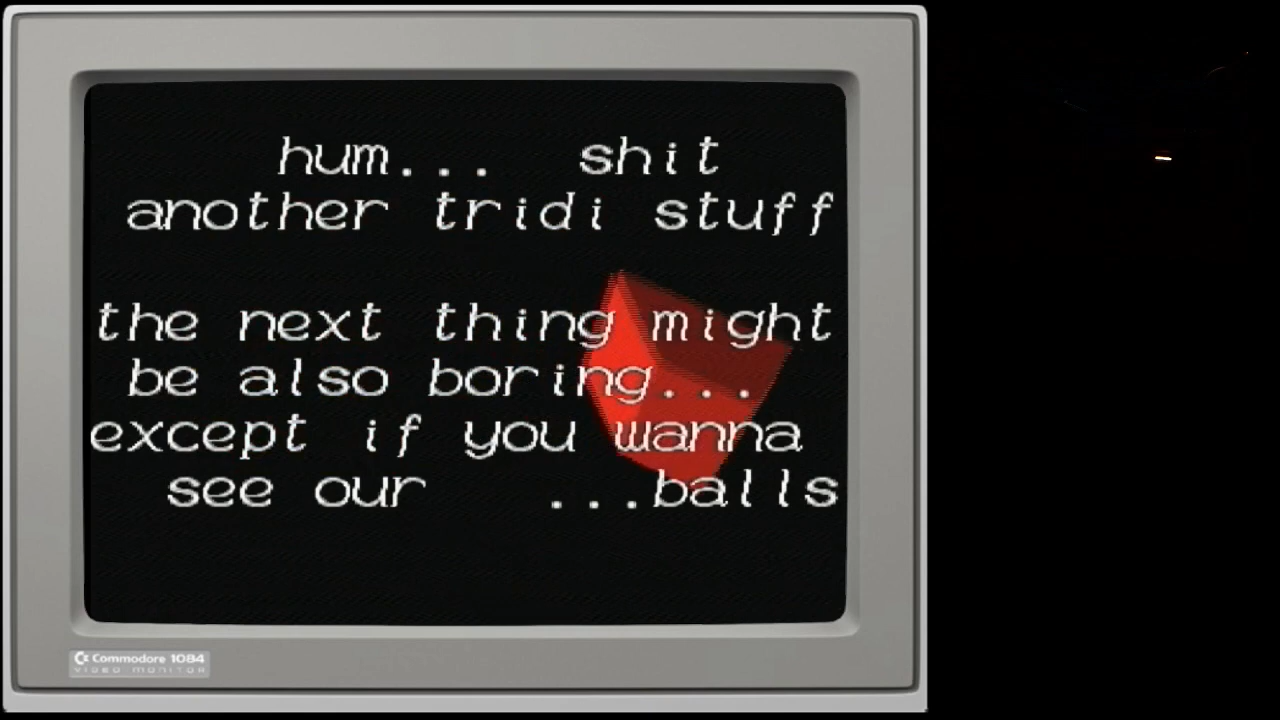 hum... shit
another tridi stuff
the next thing might
be also boring...
except if you wanna
see our ...balls
Commodore 1084
VIDEO MONITOR